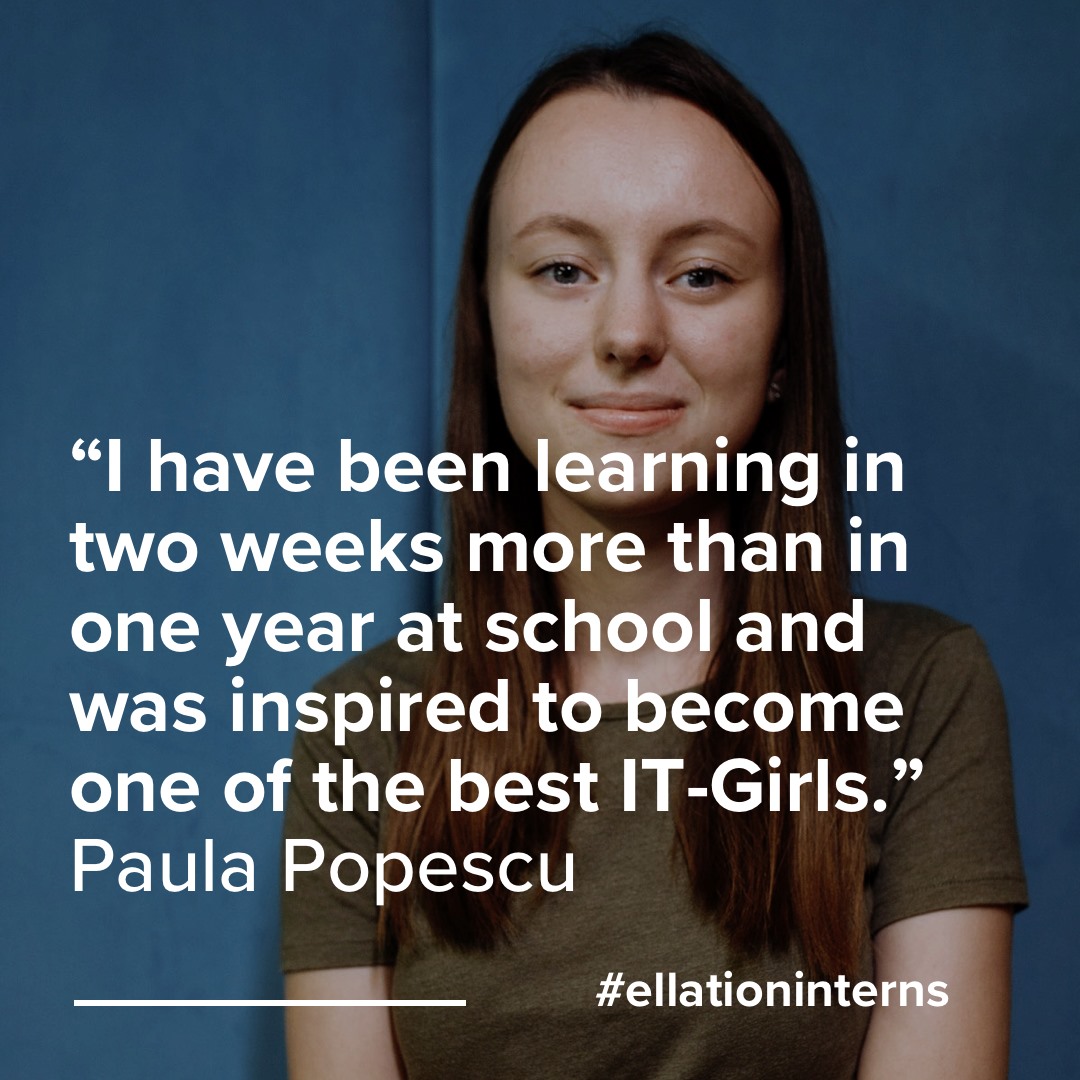 “I have been learning in
two weeks more than in
one year at school and
was inspired to become
one of the best IT-Girls.”
Paula Popescu
#ellationinterns